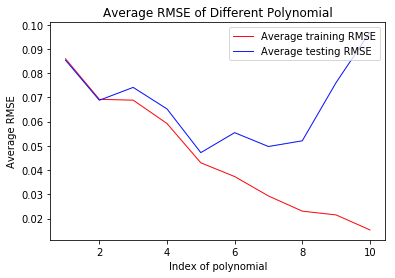 Average RMSE of Different Polynomial
Average training RMSE
Average testing RMSE
0.10
0.09
0.08
0.07
0.06
0.05
0.04
0.03
0.02
Average RMSE
2
4
6
8
10
Index of polynomial